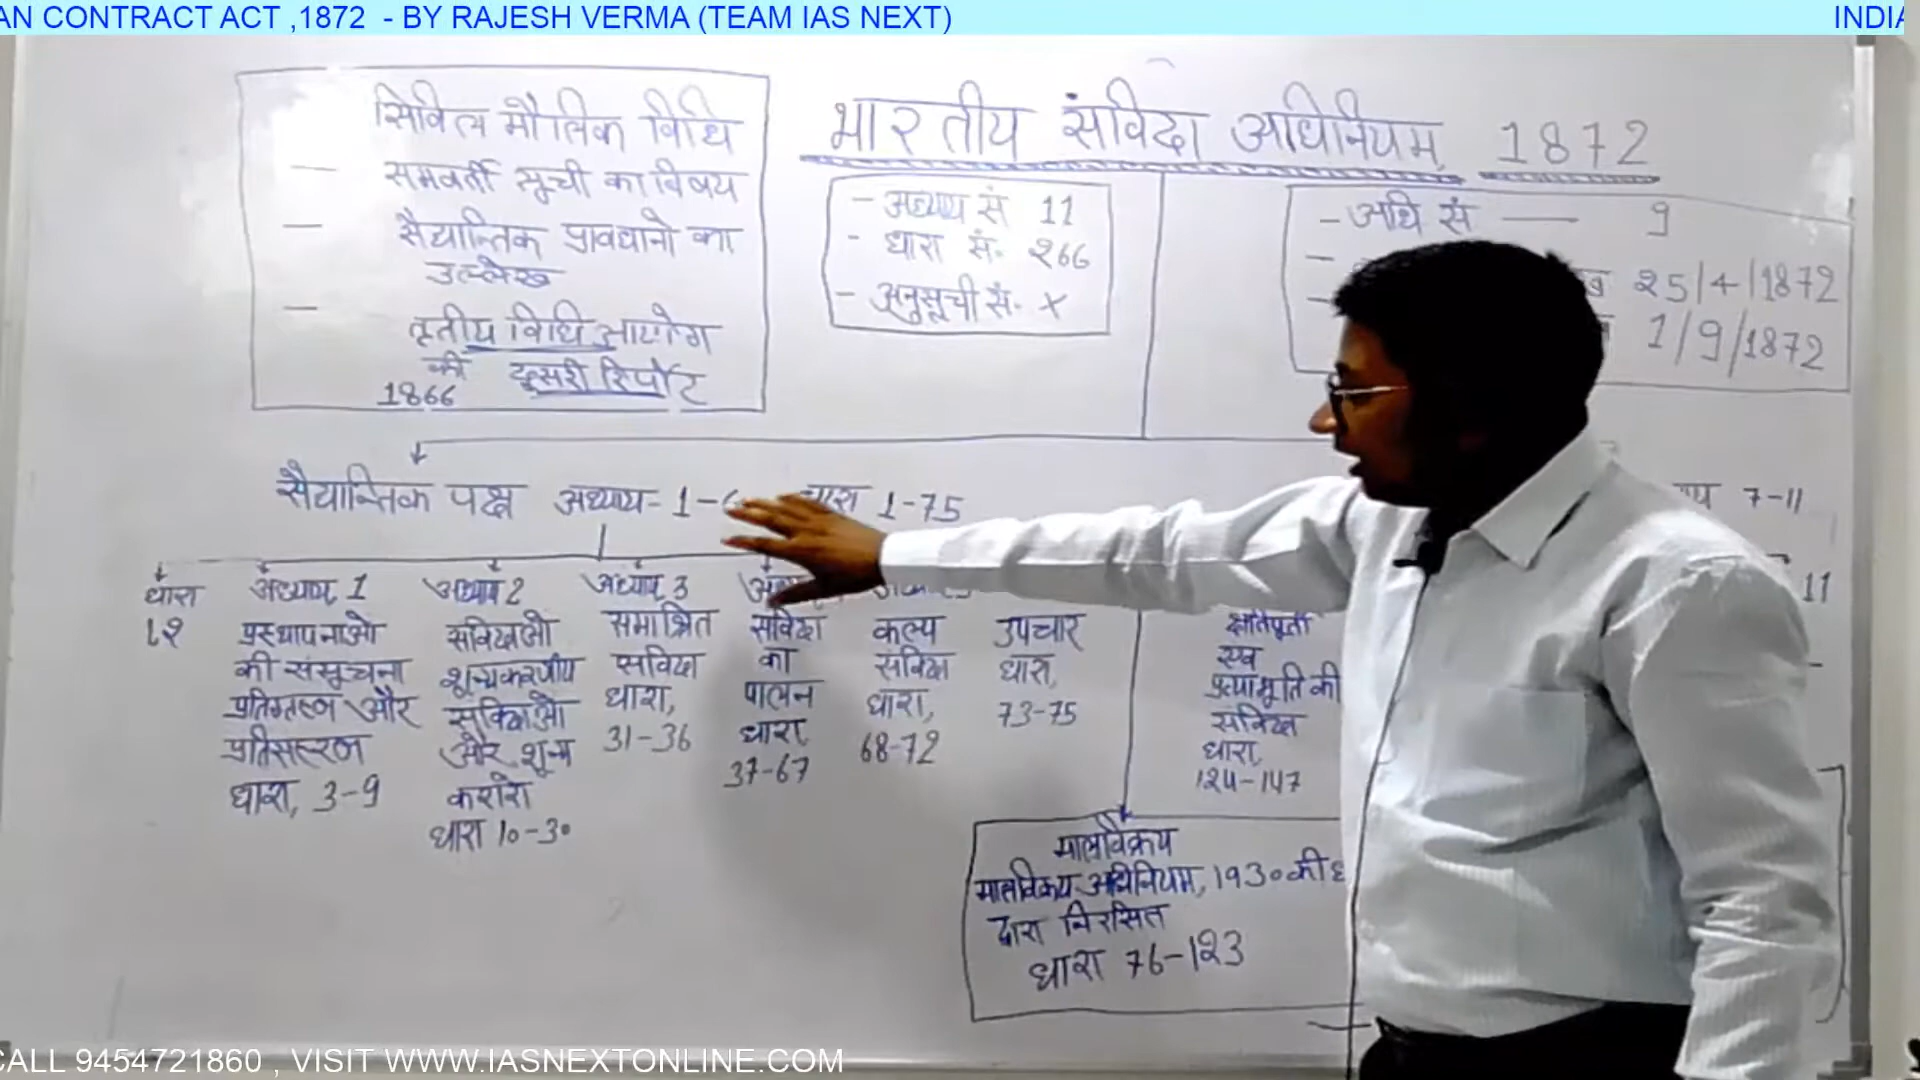 AN CONTRACT ACT ,1872 - BY RAJESH VERMA (TEAM IAS NEXT)
INDIA
भारतीय संविदा अधिनियम, 1872
सिविल मौलिक विधि
— समवर्ती सूची का विषय
— सैद्यान्तिक प्रावधानो का
उल्लेख
— तृतीय विधि आयोग
की दूसरी रिपोर्ट
1866
- अध्याय सं 11
- धारा सं. 266
- अनुसूची सं. X
- अधि सं — 9
25/4/1872
1/9/1872
सैद्यान्तिक पक्ष अध्याय- 1- धारा 1-75
7-11
11
धारा
1,2
अध्याय, 1
प्रस्थापनाओ
की संसूचना
प्रतिग्रहण और
प्रतिसंहरण
धारा, 3-9
अध्याय 2
संविदाओ
शून्यकरणीय
संविदाओ
और शून्य
करारो
धारा 10-30
अध्याय, 3
समाश्रित
संविदा
धारा,
31-36
संविदा
का
पालन
धारा,
37-67
कल्प
संविदा
धारा,
68-72
उपचार
धारा,
73-75
क्षतिपूर्ती
एवं
प्रत्याभूति की
संविदा
धारा,
124-147
मालविक्रय
मालविक्रय अधिनियम, 1930 की ध
द्वारा निरसित
धारा 76-123
CALL 9454721860 , VISIT WWW.IASNEXTONLINE.COM